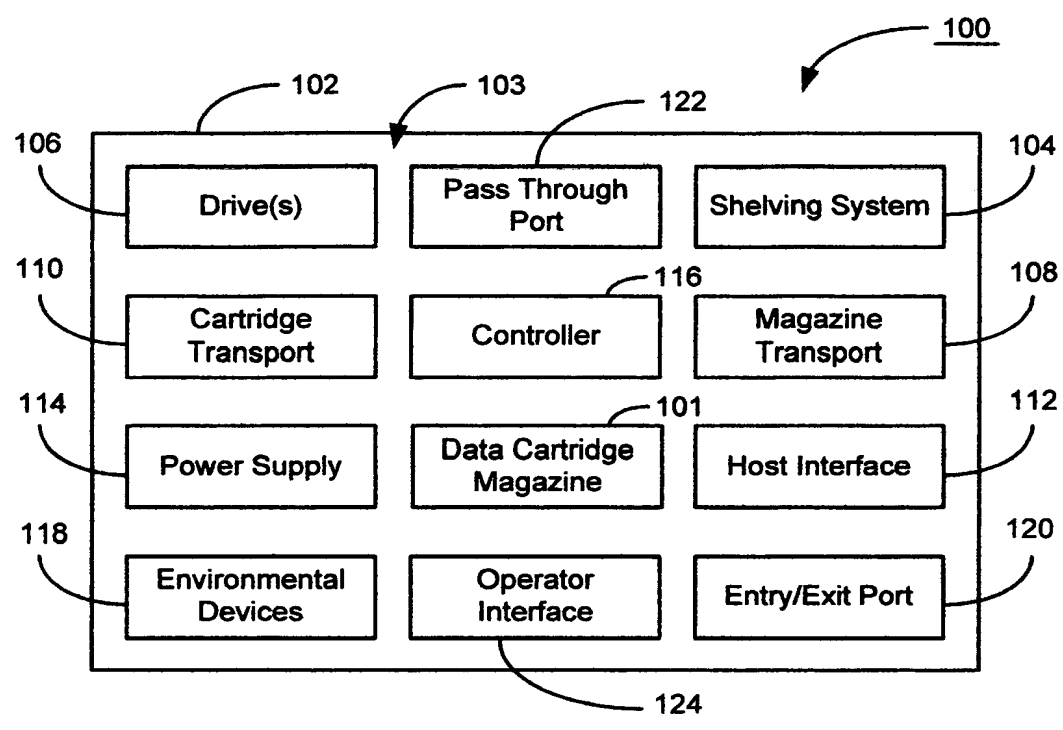 100
102
103
122
106
104
Drive(s)
Pass Through
Port
Shelving System
110
116
108
Cartridge
Transport
Controller
Magazine
Transport
114
101
112
Power Supply
Data Cartridge
Magazine
Host Interface
118
120
Environmental
Devices
Operator
Interface
Entry/Exit Port
124